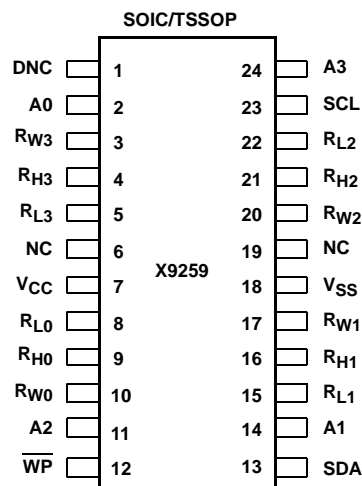 SOIC/TSSOP
DNC 1 24 A3
A0 2 23 SCL
RW3 3 22 RL2
RH3 4 21 RH2
RL3 5 20 RW2
NC 6 19 NC
X9259
VCC 7 18 VSS
RL0 8 17 RW1
RH0 9 16 RH1
RW0 10 15 RL1
A2 11 14 A1
W̅P̅ 12 13 SDA